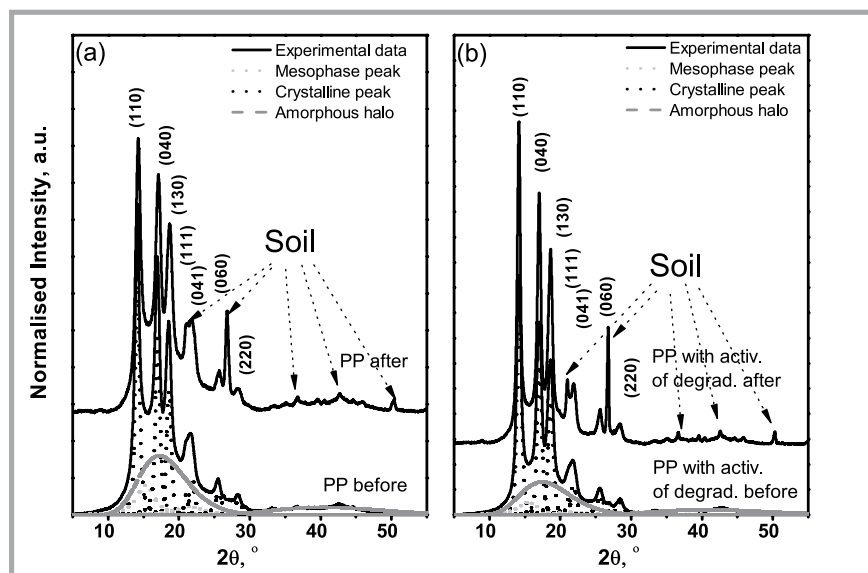 Normalised Intensity, a.u.
(a)
Experimental data
Mesophase peak
Crystalline peak
Amorphous halo
(110)
(040)
(130)
(111)
(041)
(060)
(220)
Soil
PP after
PP before
10 20 30 40 50
2θ, °
(b)
Experimental data
Mesophase peak
Crystalline peak
Amorphous halo
(110)
(040)
(130)
(111)
(041)
(060)
(220)
Soil
PP with activ.
of degrad. after
PP with activ.
of degrad. before
10 20 30 40 50
2θ, °